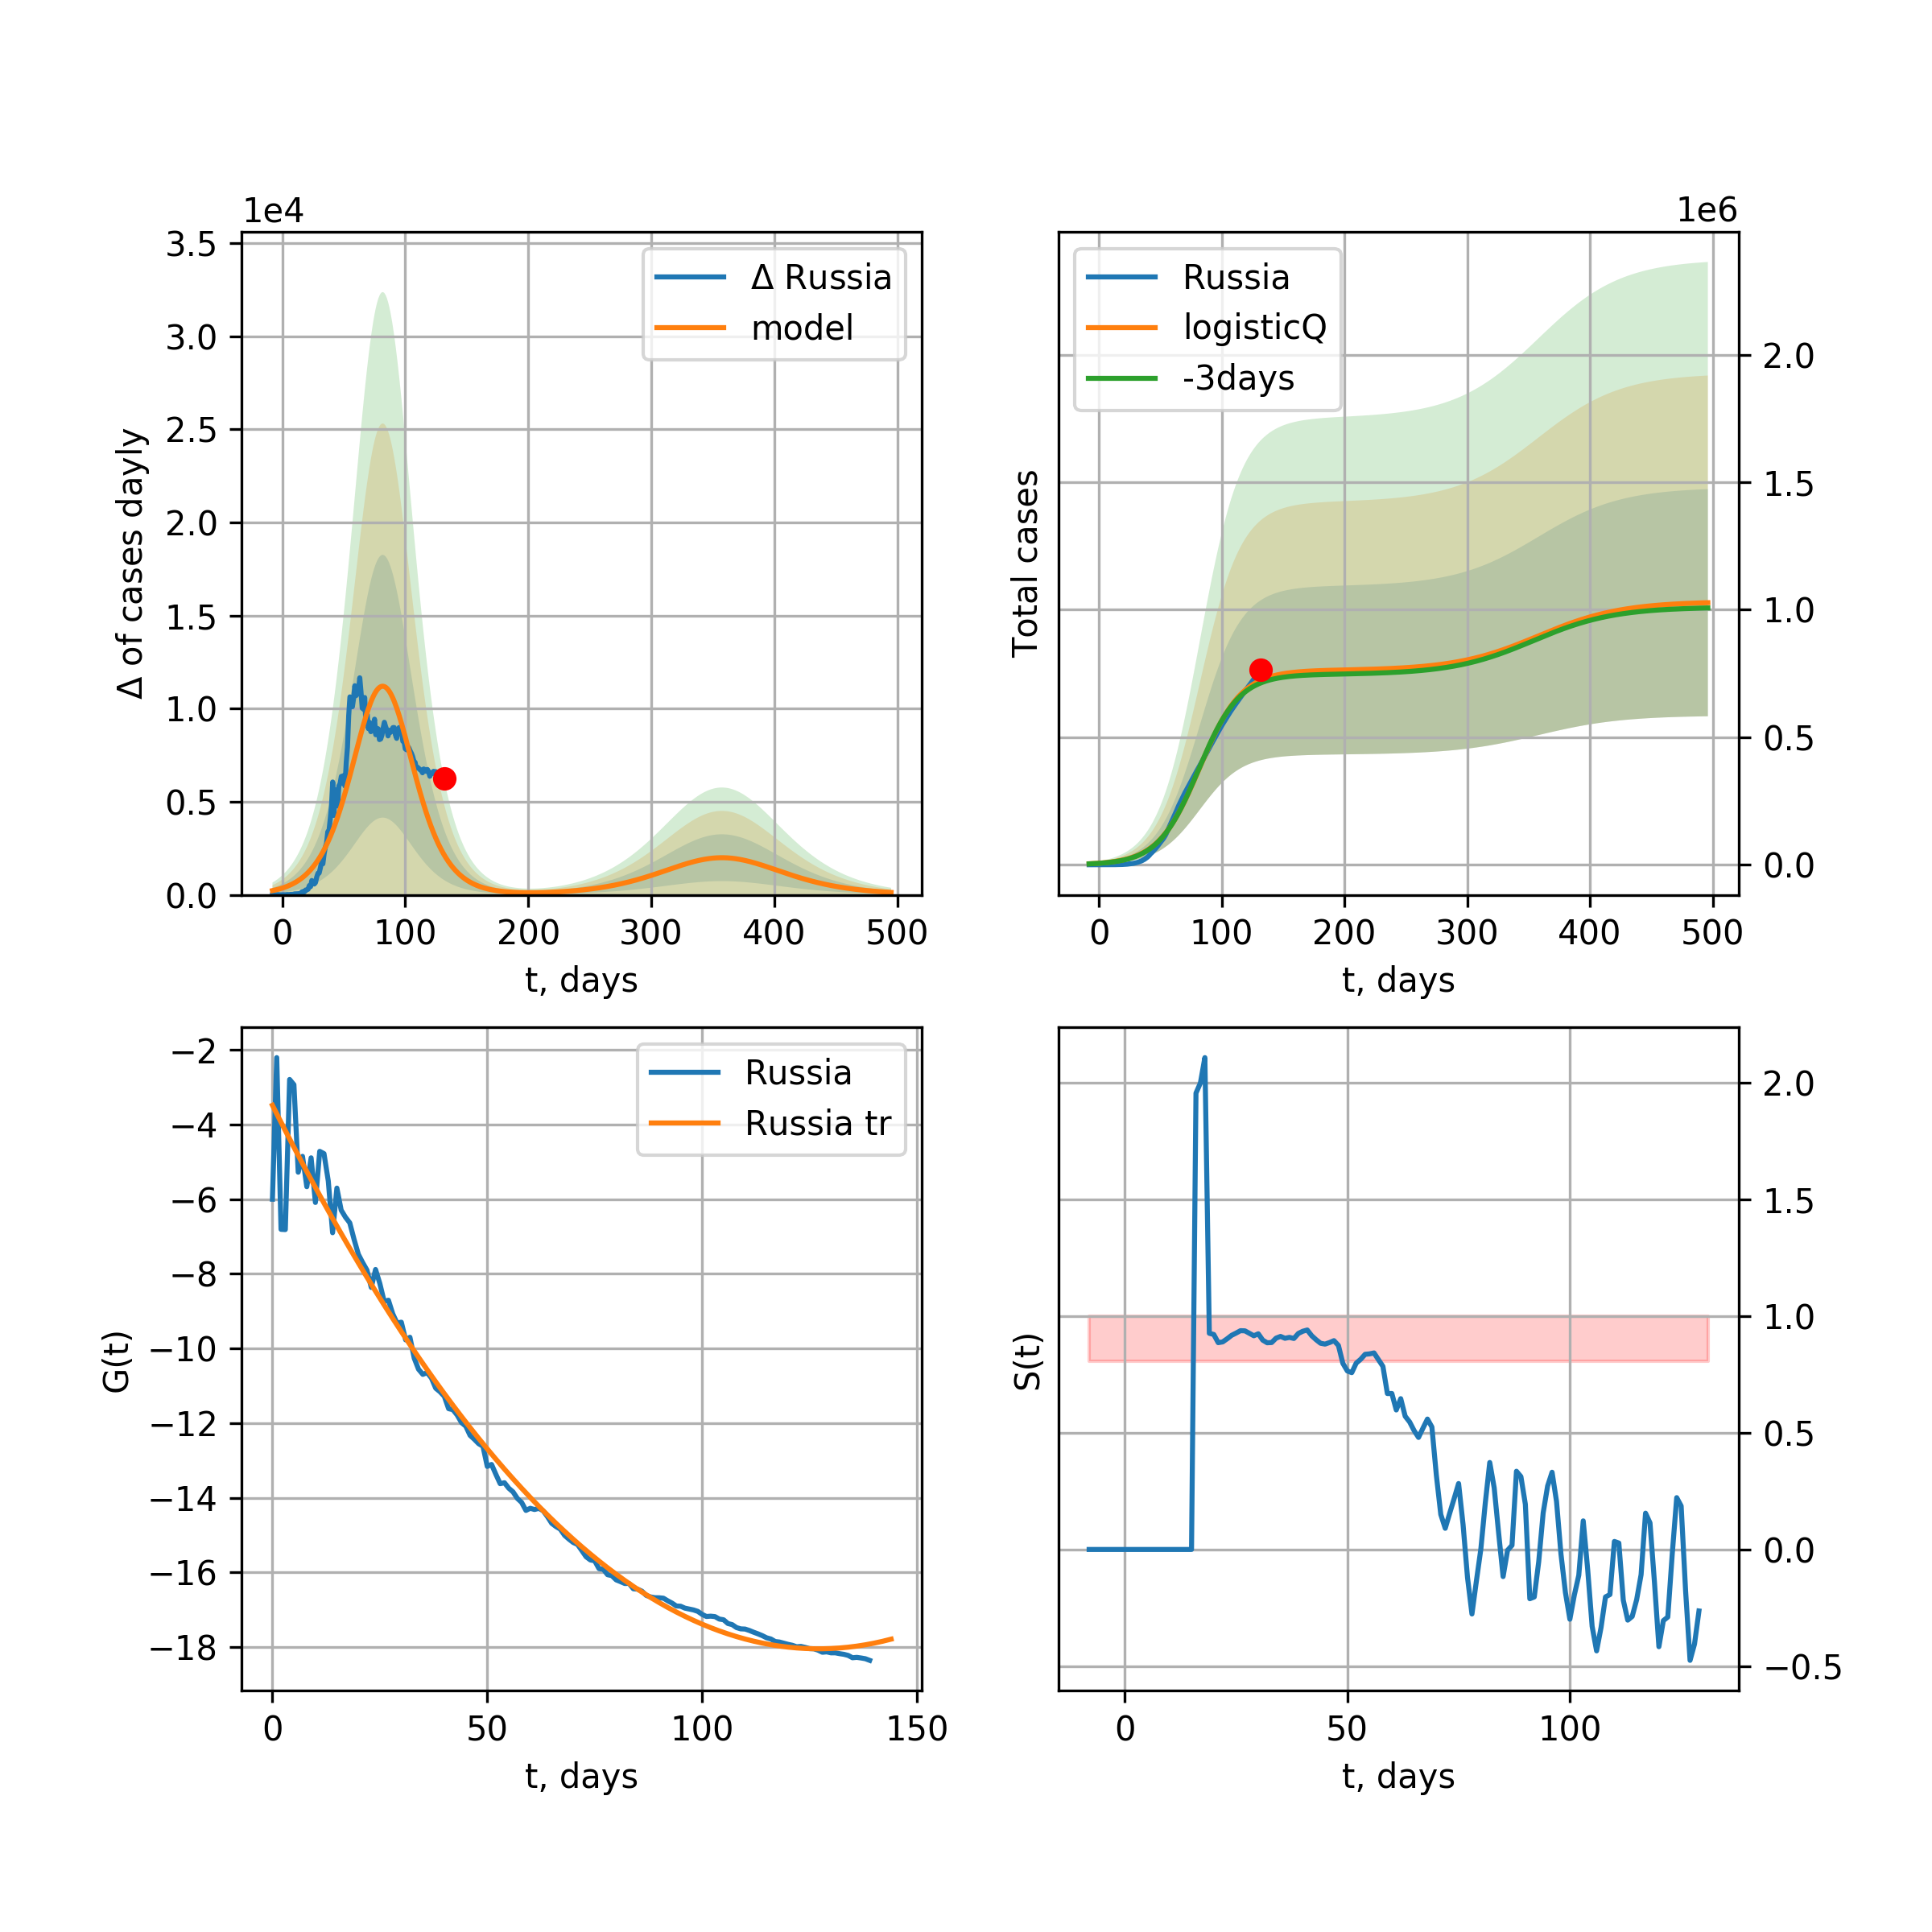 1e4
3.5
3.0
2.5
2.0
1.5
1.0
0.5
0.0
Δ of cases dayly
Δ Russia
model
0 100 200 300 400 500
t, days
1e6
Russia
logisticQ
-3days
Total cases
2.0
1.5
1.0
0.5
0.0
0 100 200 300 400 500
t, days
−2
−4
−6
−8
−10
−12
−14
−16
−18
G(t)
Russia
Russia tr
0 50 100 150
t, days
S(t)
2.0
1.5
1.0
0.5
0.0
−0.5
0 50 100
t, days